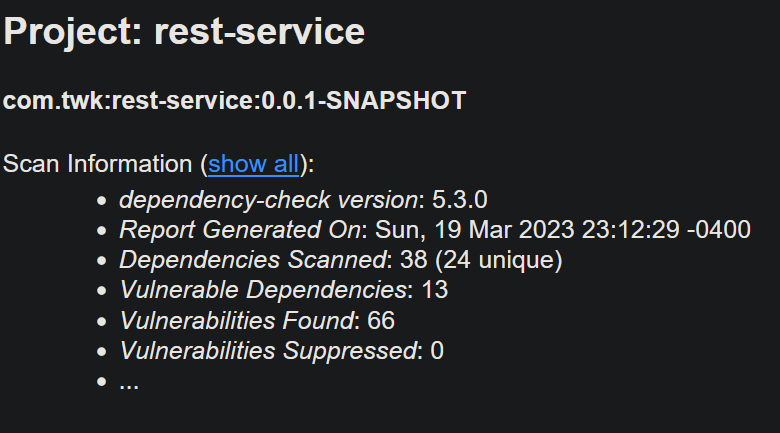 Project: rest-service
com.twk:rest-service:0.0.1-SNAPSHOT
Scan Information (show all):
• dependency-check version: 5.3.0
• Report Generated On: Sun, 19 Mar 2023 23:12:29 -0400
• Dependencies Scanned: 38 (24 unique)
• Vulnerable Dependencies: 13
• Vulnerabilities Found: 66
• Vulnerabilities Suppressed: 0
• ...